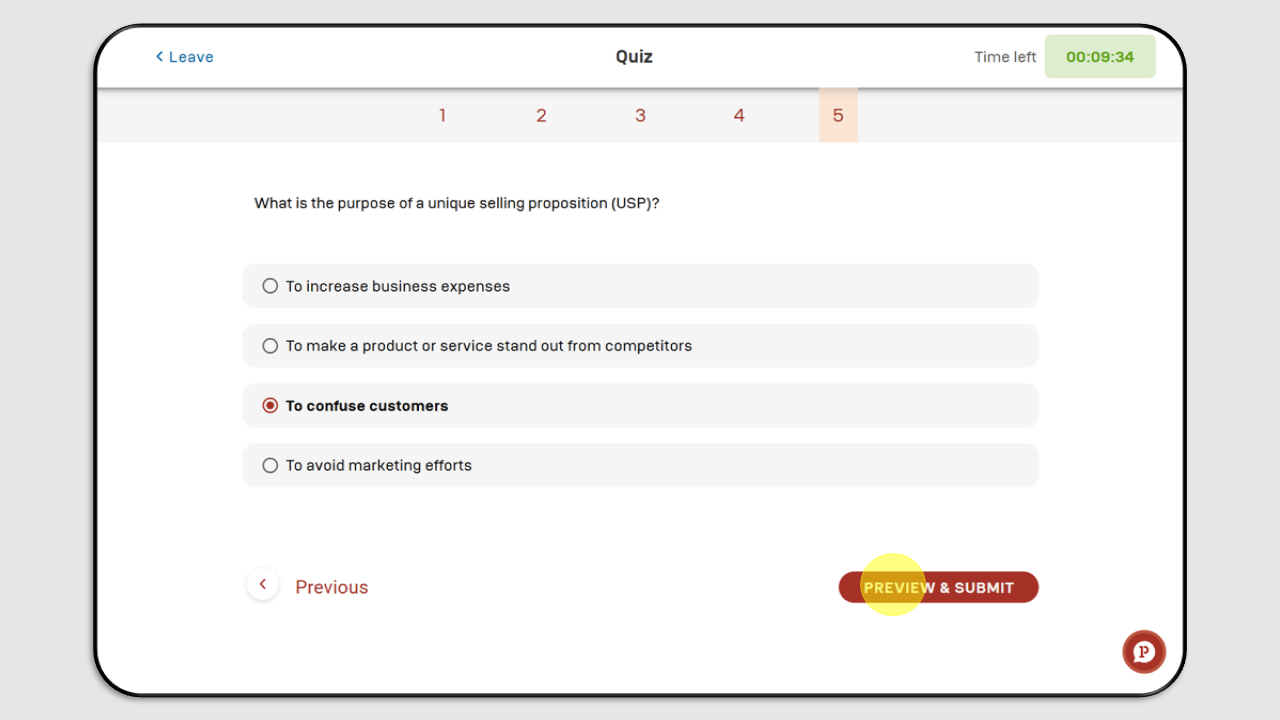 Leave
Quiz
Time left 00:09:34
1 2 3 4 5
What is the purpose of a unique selling proposition (USP)?
To increase business expenses
To make a product or service stand out from competitors
To confuse customers
To avoid marketing efforts
Previous
PREVIEW & SUBMIT
P